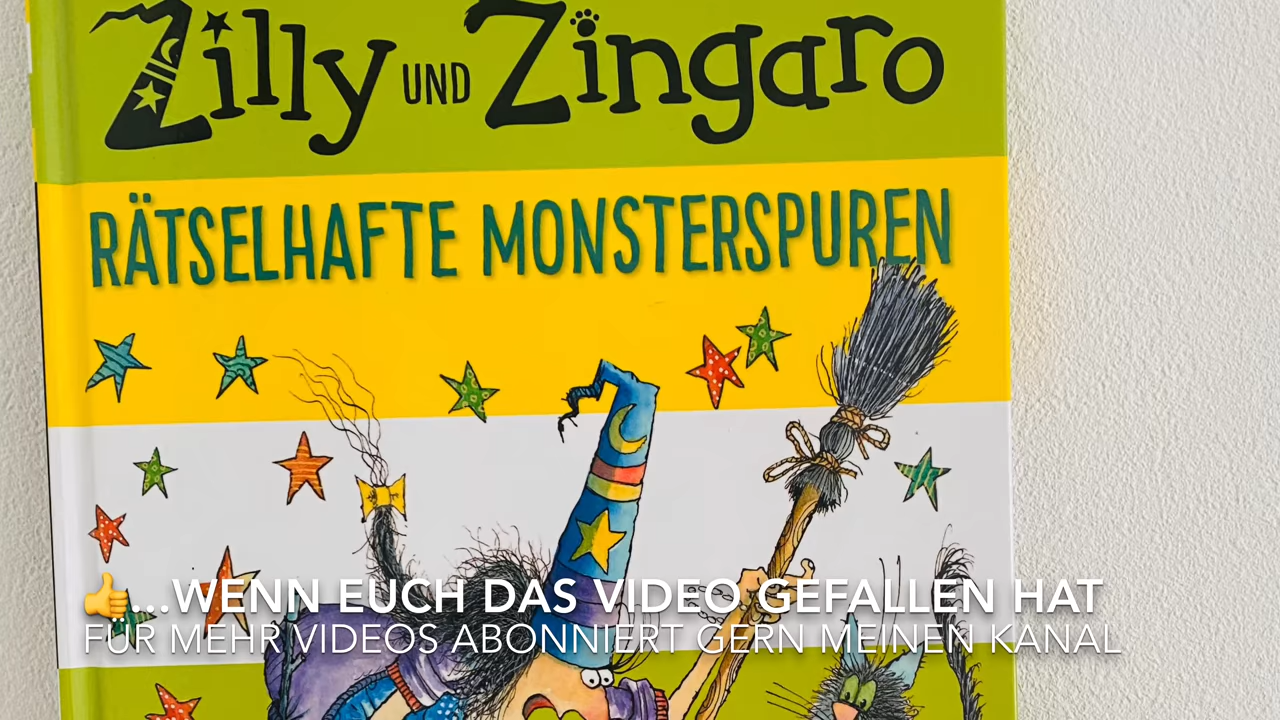 Zilly UND Zingaro
RÄTSELHAFTE MONSTERSPUREN
👍...WENN EUCH DAS VIDEO GEFALLEN HAT
FÜR MEHR VIDEOS ABONNIERT GERN MEINEN KANAL